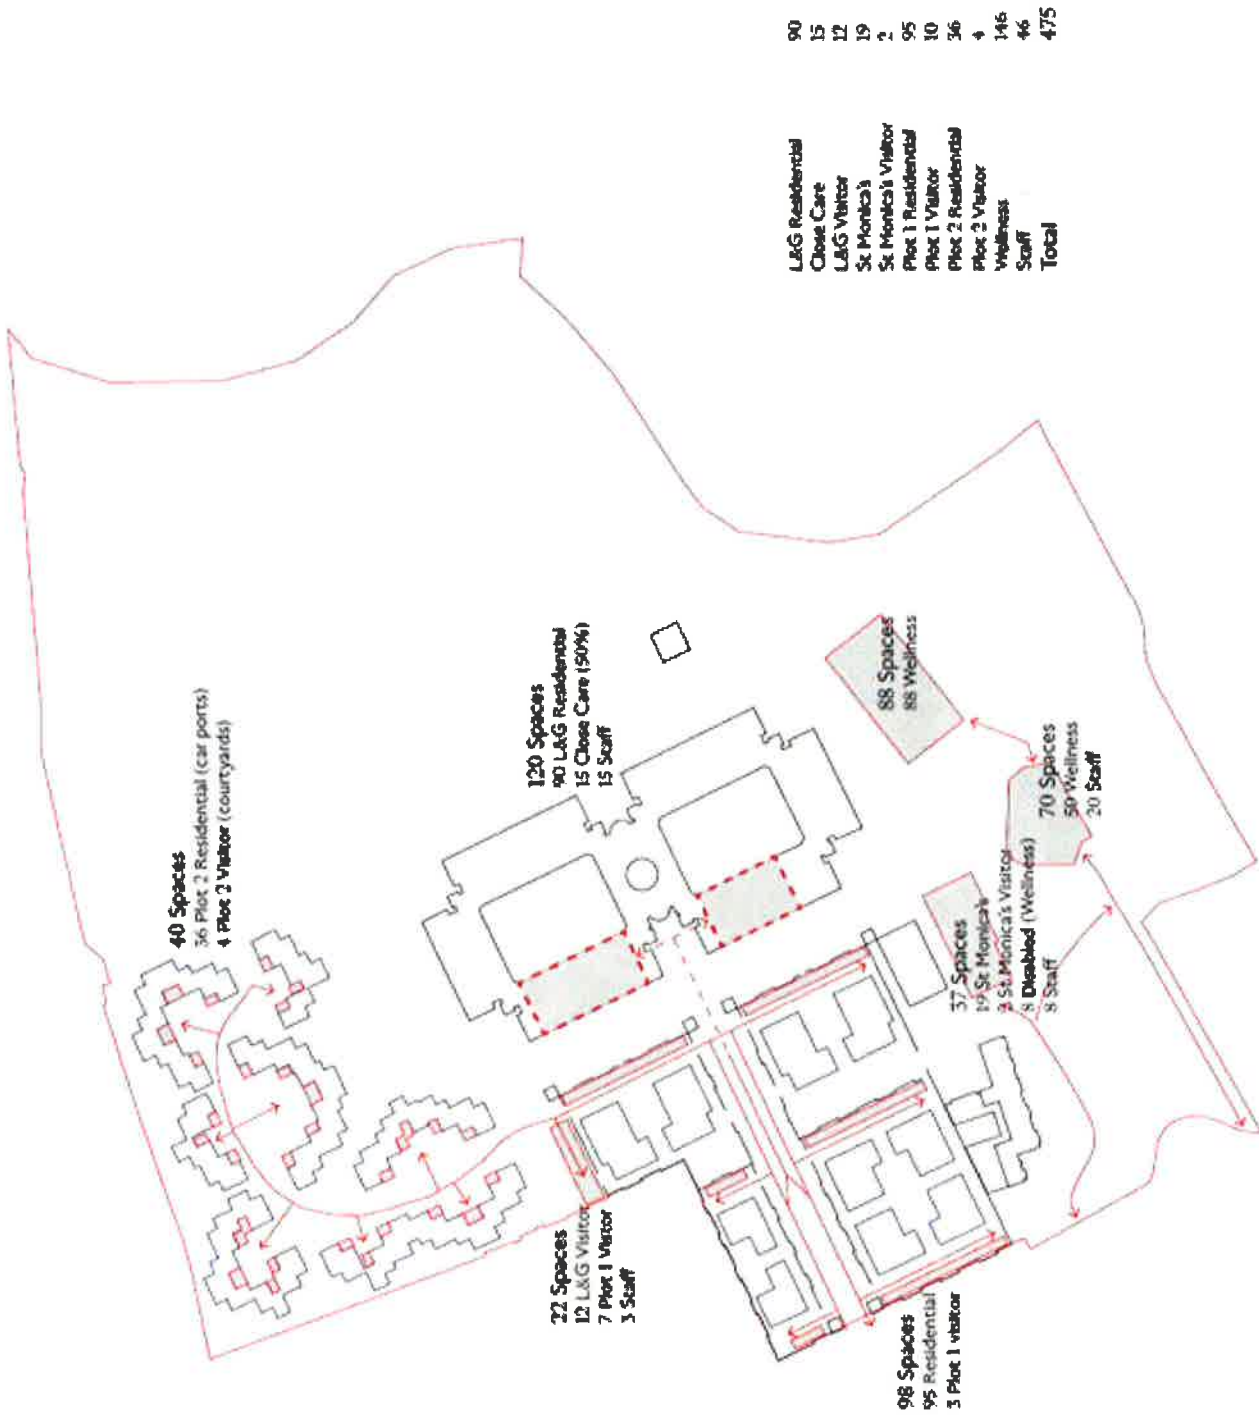 L&G Residential 90
Close Care 15
L&G Visitor 12
St Monica's 19
St Monica's Visitor 2
Plot 1 Residential 95
Plot 1 Visitor 10
Plot 2 Residential 36
Plot 2 Visitor 4
Wellness 146
Staff 46
Total 475
40 Spaces
36 Plot 2 Residential (car ports)
4 Plot 2 Visitor (courtyards)
120 Spaces
90 L&G Residential
15 Close Care (50%)
15 Staff
88 Spaces
88 Wellness
70 Spaces
50 Wellness
20 Staff
37 Spaces
19 St Monica's
2 St Monica's Visitor
8 Disabled (Wellness)
8 Staff
22 Spaces
12 L&G Visitor
7 Plot 1 Visitor
3 Staff
98 Spaces
95 Residential
3 Plot 1 visitor